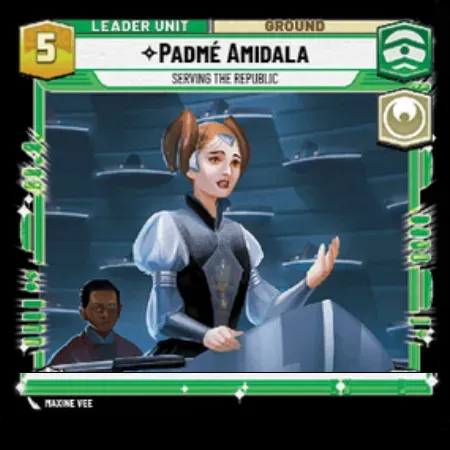 LEADER UNIT
GROUND
5
PADMÉ AMIDALA
SERVING THE REPUBLIC
MAXINE VEE